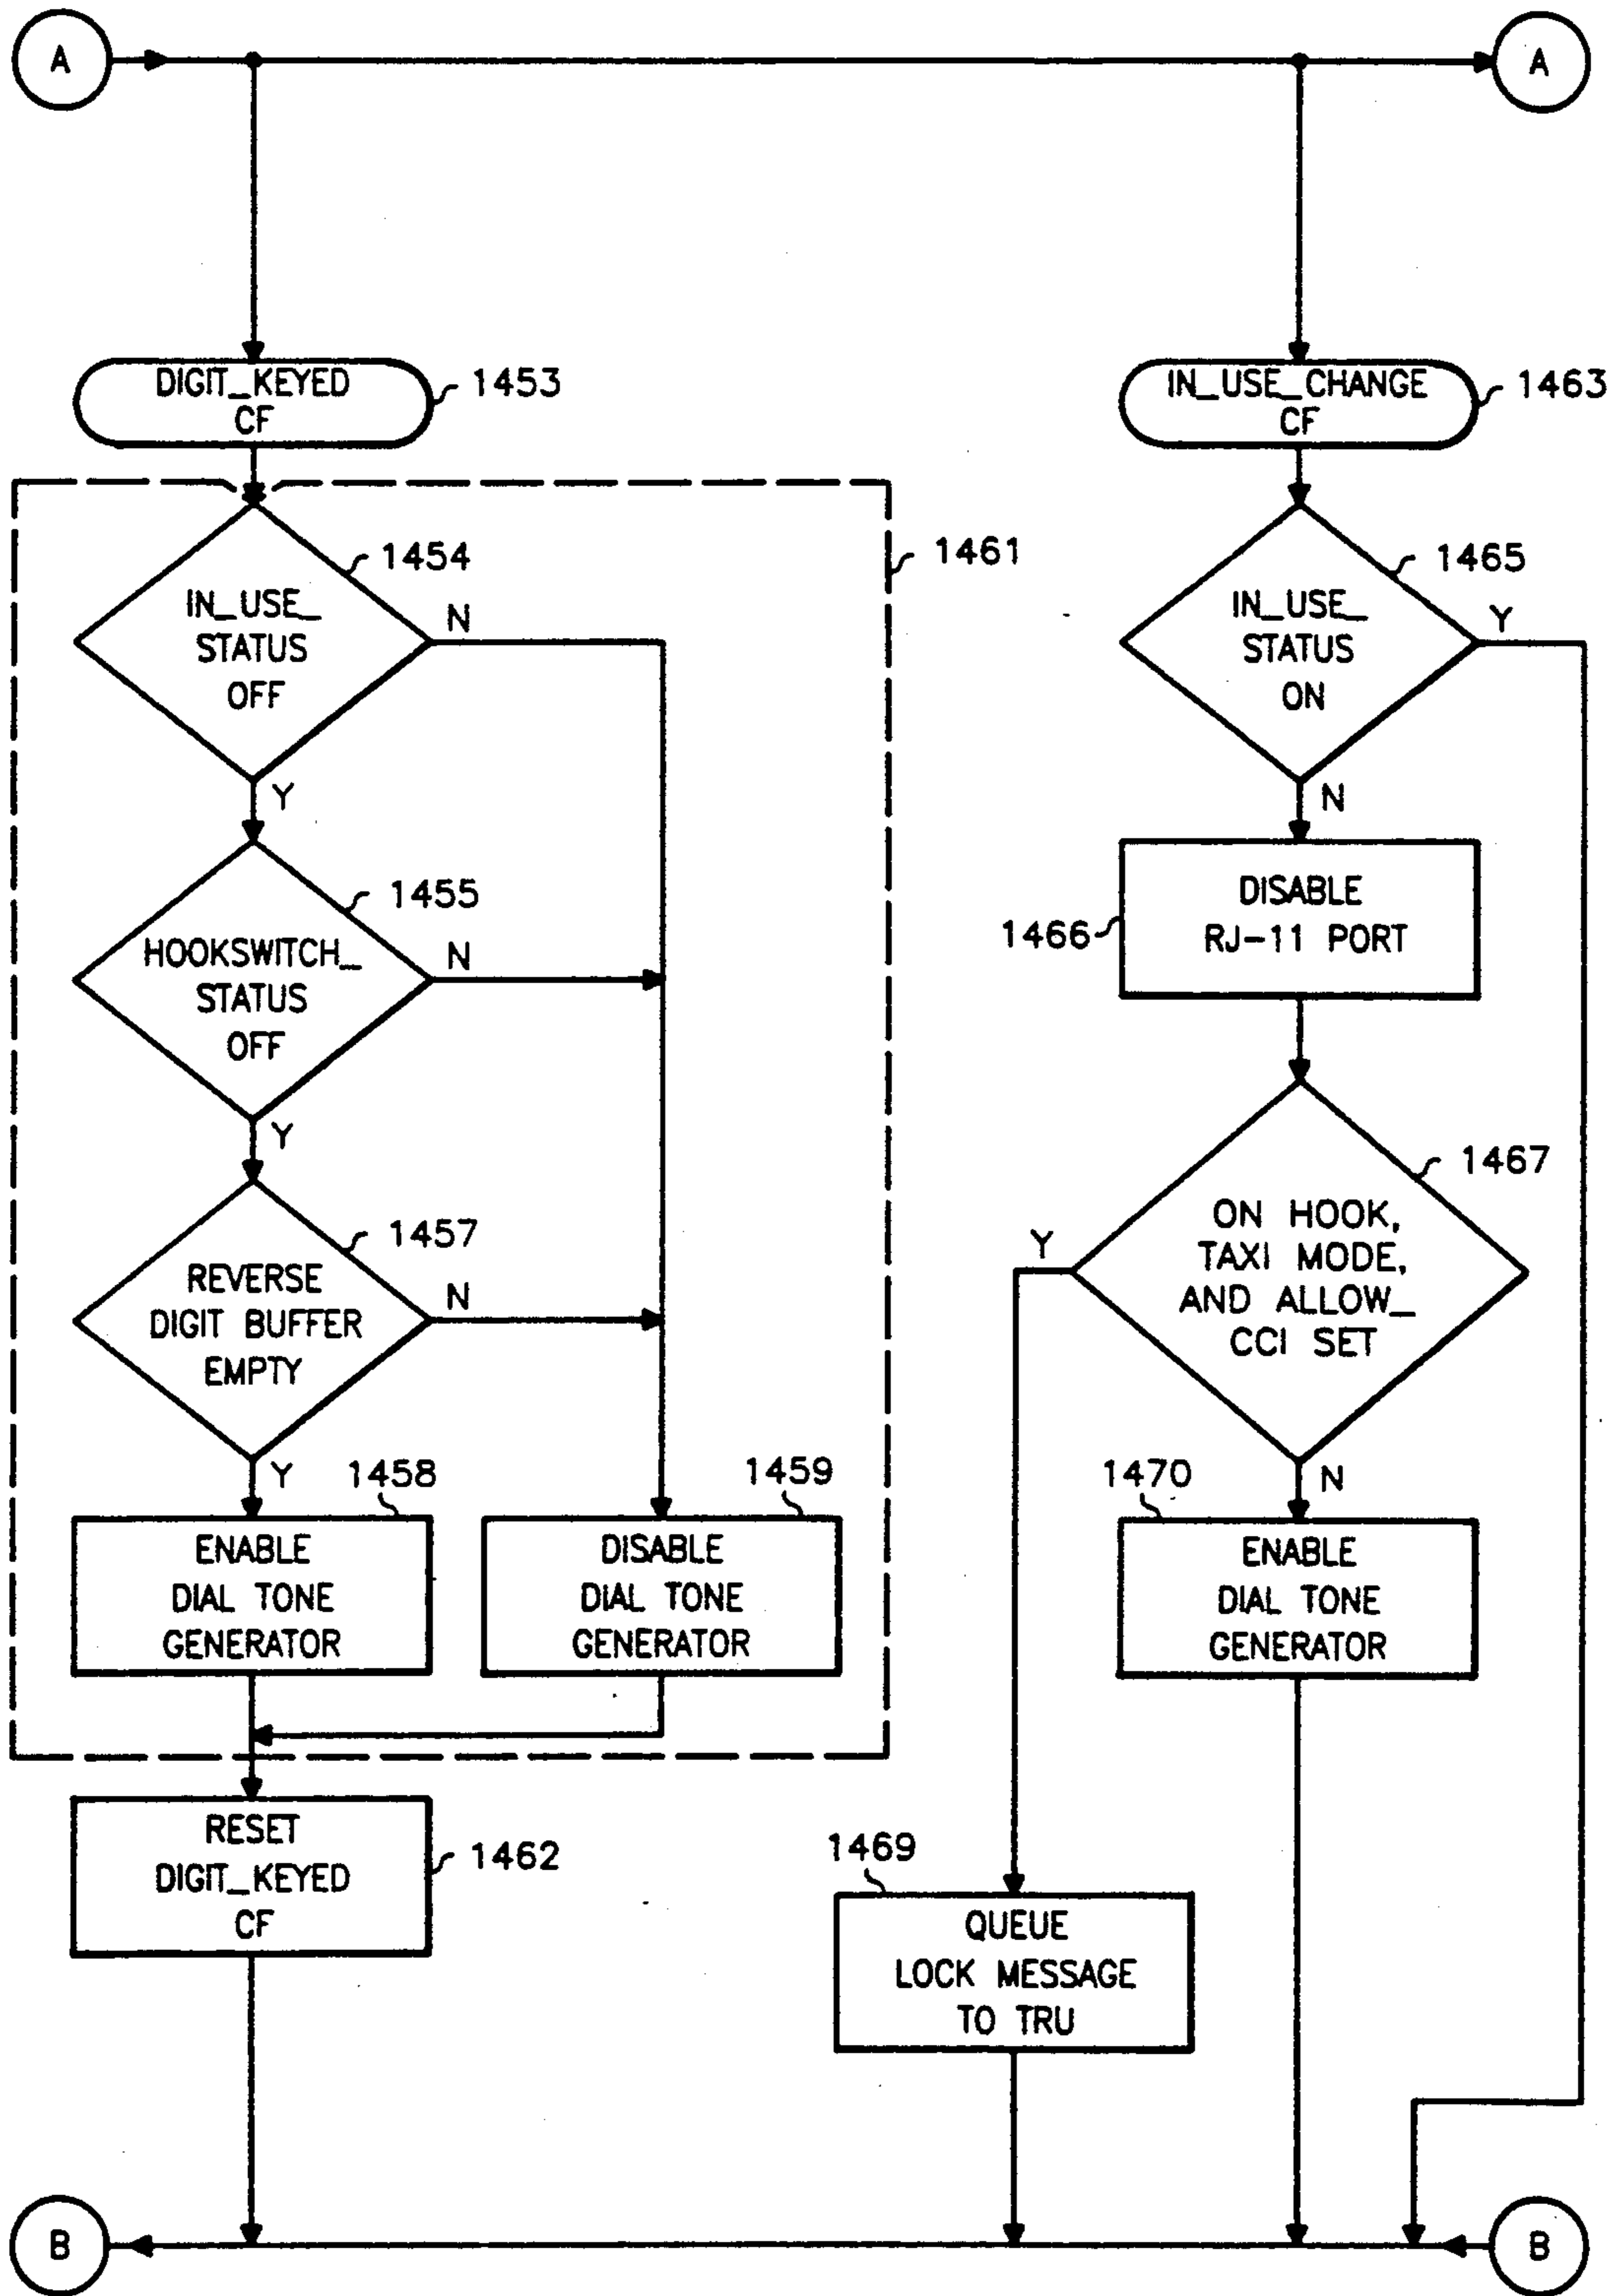 A
A
DIGIT_KEYED
CF
1453
IN_USE_CHANGE
CF
1463
1461
1454
IN_USE_
STATUS
OFF
N
Y
1455
HOOKSWITCH_
STATUS
OFF
N
Y
1457
REVERSE
DIGIT BUFFER
EMPTY
N
Y
1458
ENABLE
DIAL TONE
GENERATOR
1459
DISABLE
DIAL TONE
GENERATOR
RESET
DIGIT_KEYED
CF
1462
1465
IN_USE_
STATUS
ON
Y
N
1466
DISABLE
RJ-11 PORT
1467
ON HOOK,
TAXI MODE,
AND ALLOW_
CCI SET
Y
N
1470
ENABLE
DIAL TONE
GENERATOR
1469
QUEUE
LOCK MESSAGE
TO TRU
B
B